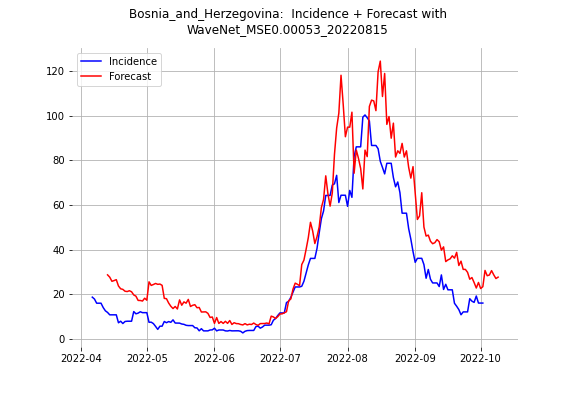 Bosnia_and_Herzegovina:  Incidence + Forecast with
WaveNet_MSE0.00053_20220815
Incidence
Forecast
120
100
80
60
40
20
0
2022-04 2022-05 2022-06 2022-07 2022-08 2022-09 2022-10